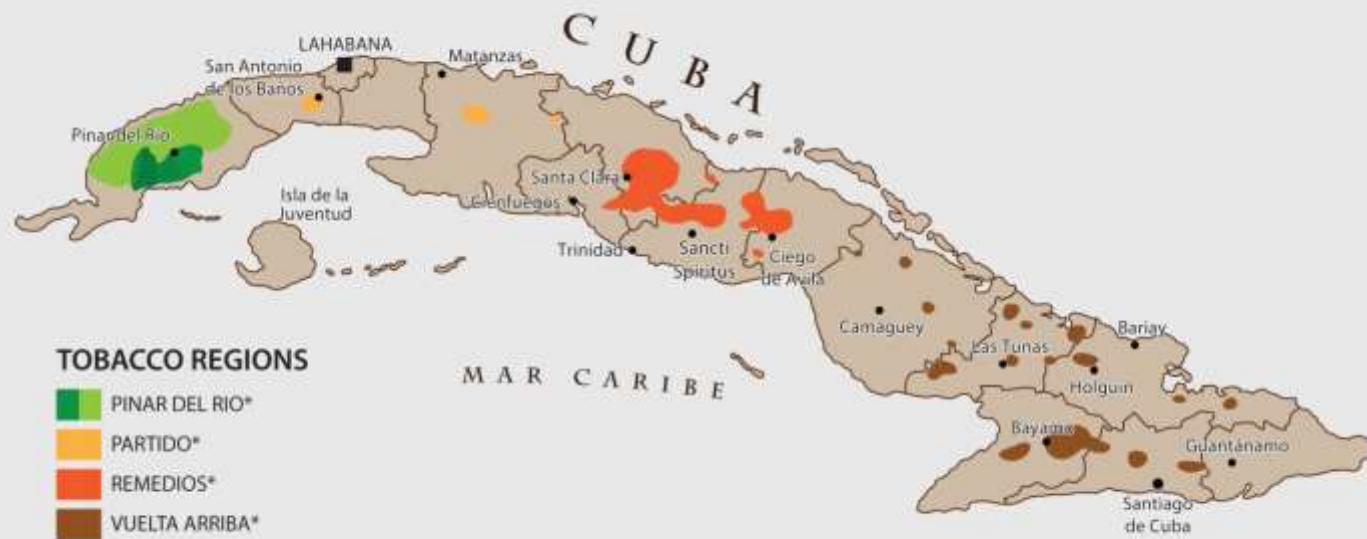 CUBA
LAHABANA
Matanzas
San Antonio
de los Baños
Pinar del Rio
Isla de la
Juventud
Santa Clara
Cienfuegos
Trinidad
Sancti
Spiritus
Ciego
de Avila
Camaguey
Las Tunas
Bariay
Holguin
Bayamo
Guantánamo
Santiago
de Cuba
MAR CARIBE
TOBACCO REGIONS
PINAR DEL RIO*
PARTIDO*
REMEDIOS*
VUELTA ARRIBA*